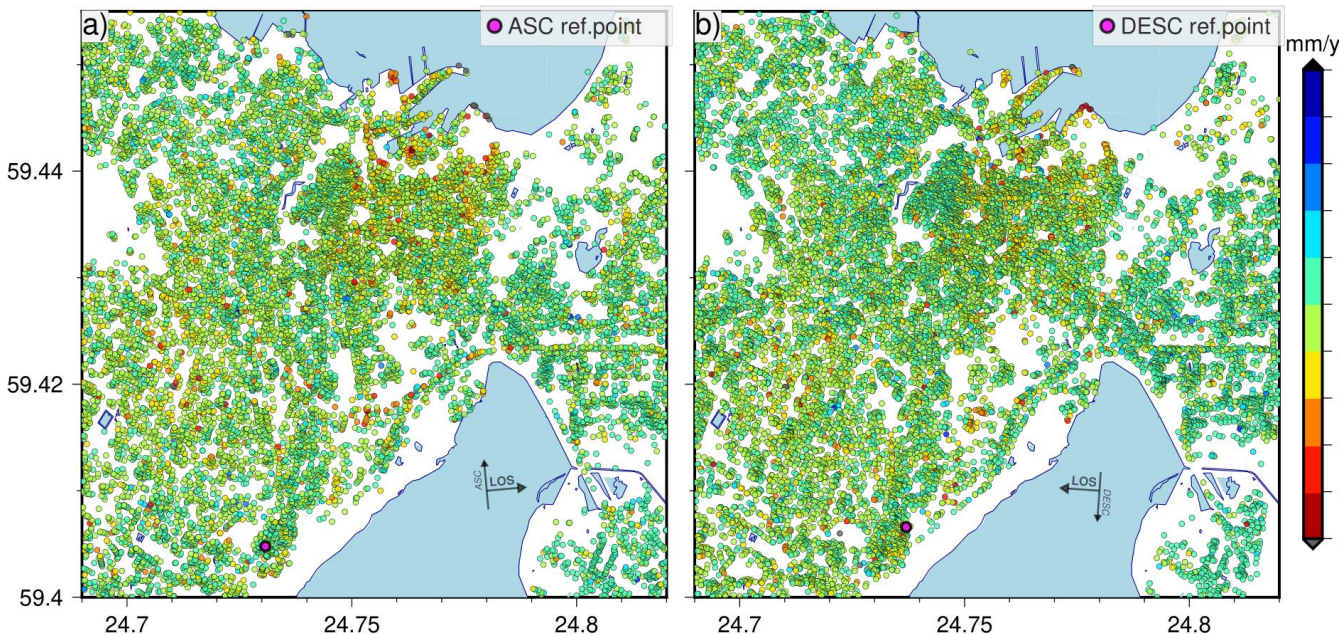 a) ASC ref.point
b) DESC ref.point
mm/y
59.44
59.42
59.4
ASC LOS
LOS DESC
24.7 24.75 24.8
24.7 24.75 24.8